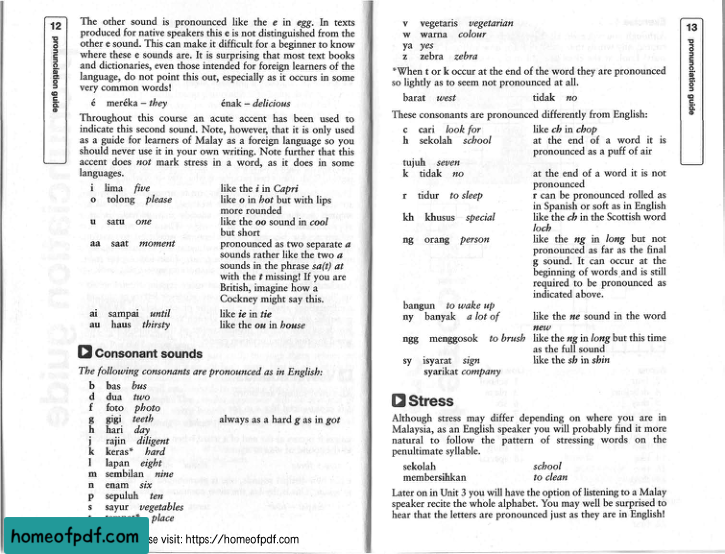 12
pronunciation guide
The other sound is pronounced like the e in egg. In texts
produced for native speakers this e is not distinguished from the
other e sound. This can make it difficult for a beginner to know
where these e sounds are. It is surprising that most text books
and dictionaries, even those intended for foreign learners of the
language, do not point this out, especially as it occurs in some
very common words!
é meréka – they énak – delicious
Throughout this course an acute accent has been used to
indicate this second sound. Note, however, that it is only used
as a guide for learners of Malay as a foreign language so you
should never use it in your own writing. Note further that this
accent does not mark stress in a word, as it does in some
languages.
i lima five like the i in Capri
o tolong please like o in hot but with lips
more rounded
u satu one like the oo sound in cool
but short
aa saat moment pronounced as two separate a
sounds rather like the two a
sounds in the phrase sa(t) at
with the t missing! If you are
British, imagine how a
Cockney might say this.
ai sampai until like ie in tie
au haus thirsty like the ou in house
Consonant sounds
The following consonants are pronounced as in English:
b bas bus
d dua two
f foto photo
g gigi teeth always as a hard g as in got
h hari day
j rajin diligent
k keras* hard
l lapan eight
m sembilan nine
n enam six
p sepuluh ten
s sayur vegetables
place
homeofpdf.com
se visit: https://homeofpdf.com
13
pronunciation guide
v vegetaris vegetarian
w warna colour
ya yes
z zebra zebra
*When t or k occur at the end of the word they are pronounced
so lightly as to seem not pronounced at all.
barat west tidak no
These consonants are pronounced differently from English:
c cari look for like ch in chop
h sekolah school at the end of a word it is
pronounced as a puff of air
tujuh seven
k tidak no at the end of a word it is not
pronounced
r tidur to sleep r can be pronounced rolled as
in Spanish or soft as in English
kh khusus special like the ch in the Scottish word
loch
ng orang person like the ng in long but not
pronounced as far as the final
g sound. It can occur at the
beginning of words and is still
required to be pronounced as
indicated above.
bangun to wake up
ny banyak a lot of like the ne sound in the word
new
ngg menggosok to brush like the ng in long but this time
as the full sound
sy isyarat sign like the sh in shin
syarikat company
Stress
Although stress may differ depending on where you are in
Malaysia, as an English speaker you will probably find it more
natural to follow the pattern of stressing words on the
penultimate syllable.
sekolah school
membersihkan to clean
Later on in Unit 3 you will have the option of listening to a Malay
speaker recite the whole alphabet. You may well be surprised to
hear that the letters are pronounced just as they are in English!